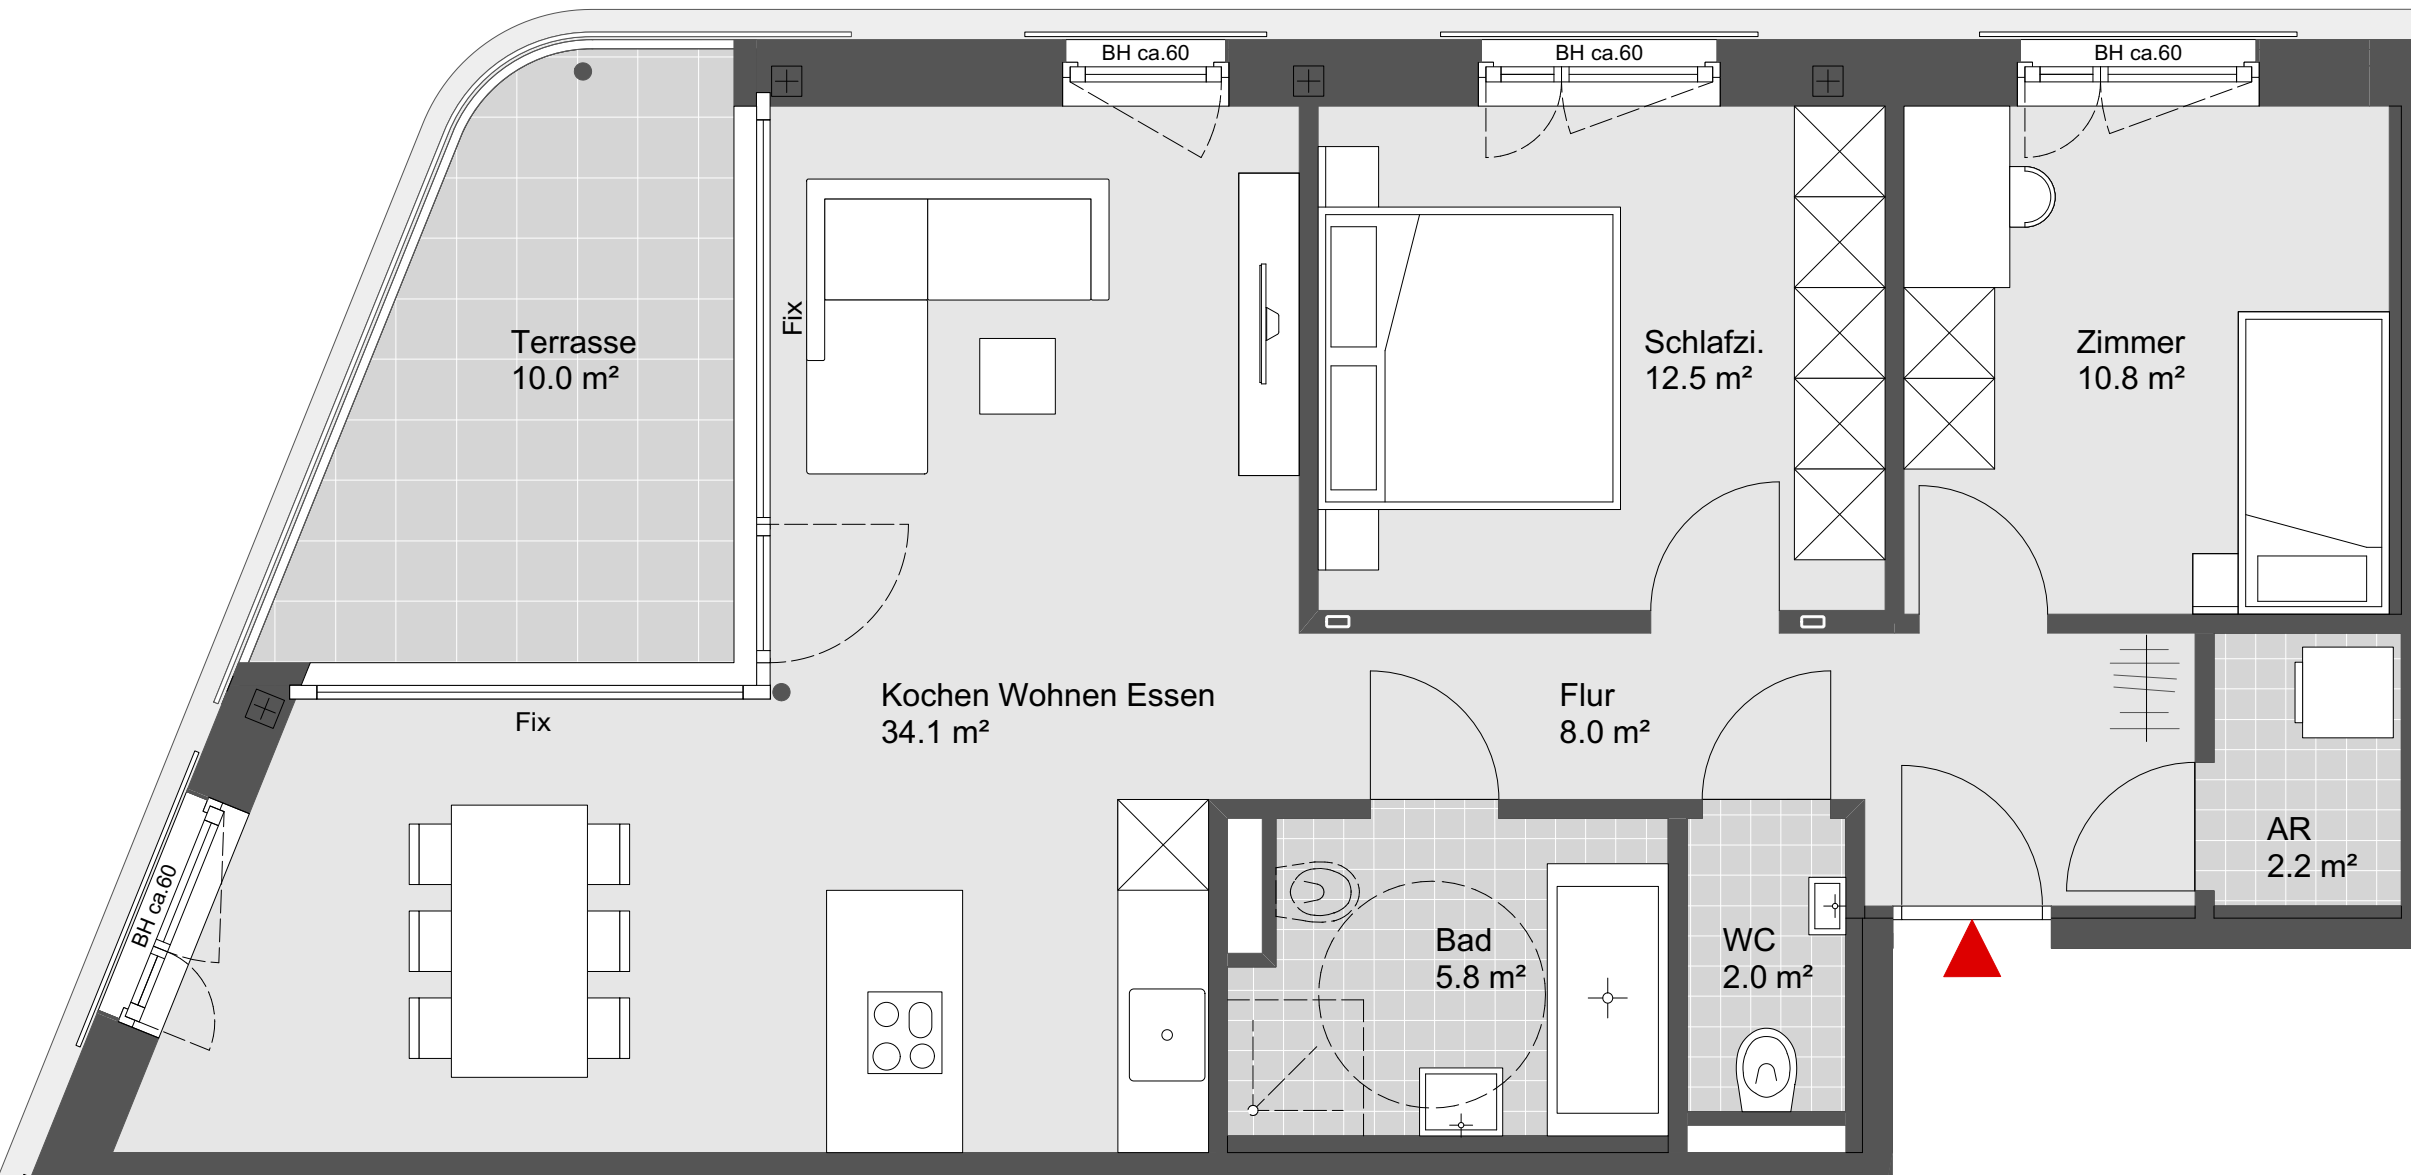 BH ca.60
BH ca.60
BH ca.60
Fix
Terrasse
10.0 m²
Schlafzi.
12.5 m²
Zimmer
10.8 m²
Kochen Wohnen Essen
34.1 m²
Flur
8.0 m²
Fix
BH ca.60
AR
2.2 m²
Bad
5.8 m²
WC
2.0 m²